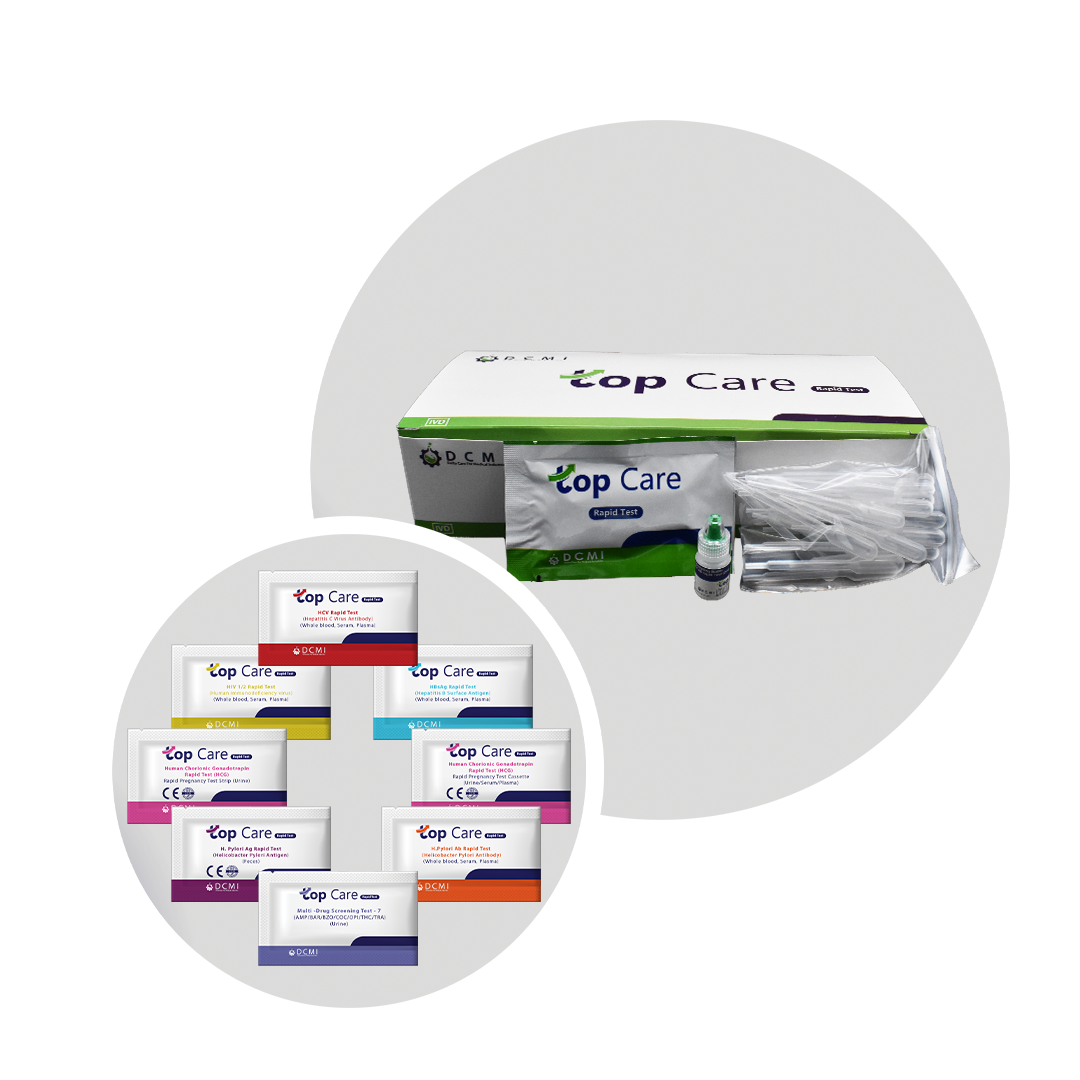 DCMI
top Care Rapid Test
IVD
DCMI
IVD
top Care
Rapid Test
DCMI
top Care Rapid Test
HCV Rapid Test
(Hepatitis C Virus Antibody)
(Whole blood, Serum, Plasma)
DCMI
top Care Rapid Test
HIV 1/2 Rapid Test
(Human Immunodeficiency Virus)
(Whole blood, Serum, Plasma)
DCMI
top Care Rapid Test
HBsAg Rapid Test
(Hepatitis B Surface Antigen)
(Whole blood, Serum, Plasma)
DCMI
top Care Rapid Test
Human Chorionic Gonadotropin
Rapid Test (HCG)
Rapid Pregnancy Test Strip (Urine)
CE
DCMI
top Care Rapid Test
Human Chorionic Gonadotropin
Rapid Test (HCG)
Rapid Pregnancy Test Cassette
(Urine/Serum/Plasma)
CE
top Care Rapid Test
H. Pylori Ag Rapid Test
(Helicobacter Pylori Antigen)
(Feces)
CE
DCMI
top Care Rapid Test
H.Pylori Ab Rapid Test
(Helicobacter Pylori Antibody)
(Whole blood, Serum, Plasma)
DCMI
top Care Rapid Test
Multi -Drug Screening Test - 7
(AMP/BAR/BZO/COC/OPI/THC/TRA)
(Urine)
DCMI